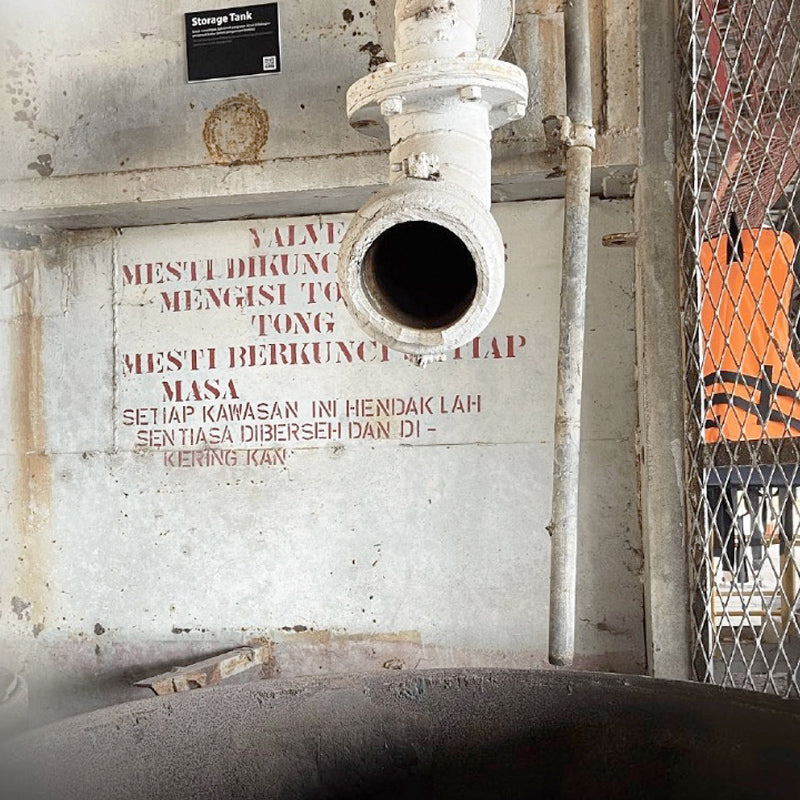 Storage Tank
VALVE
MESTI DIKUNC
MENGISI TO
TONG
MESTI BERKUNCI SETIAP
MASA
SETIAP KAWASAN INI HENDAK LAH
SENTIASA DIBERSEH DAN DI -
KERING KAN